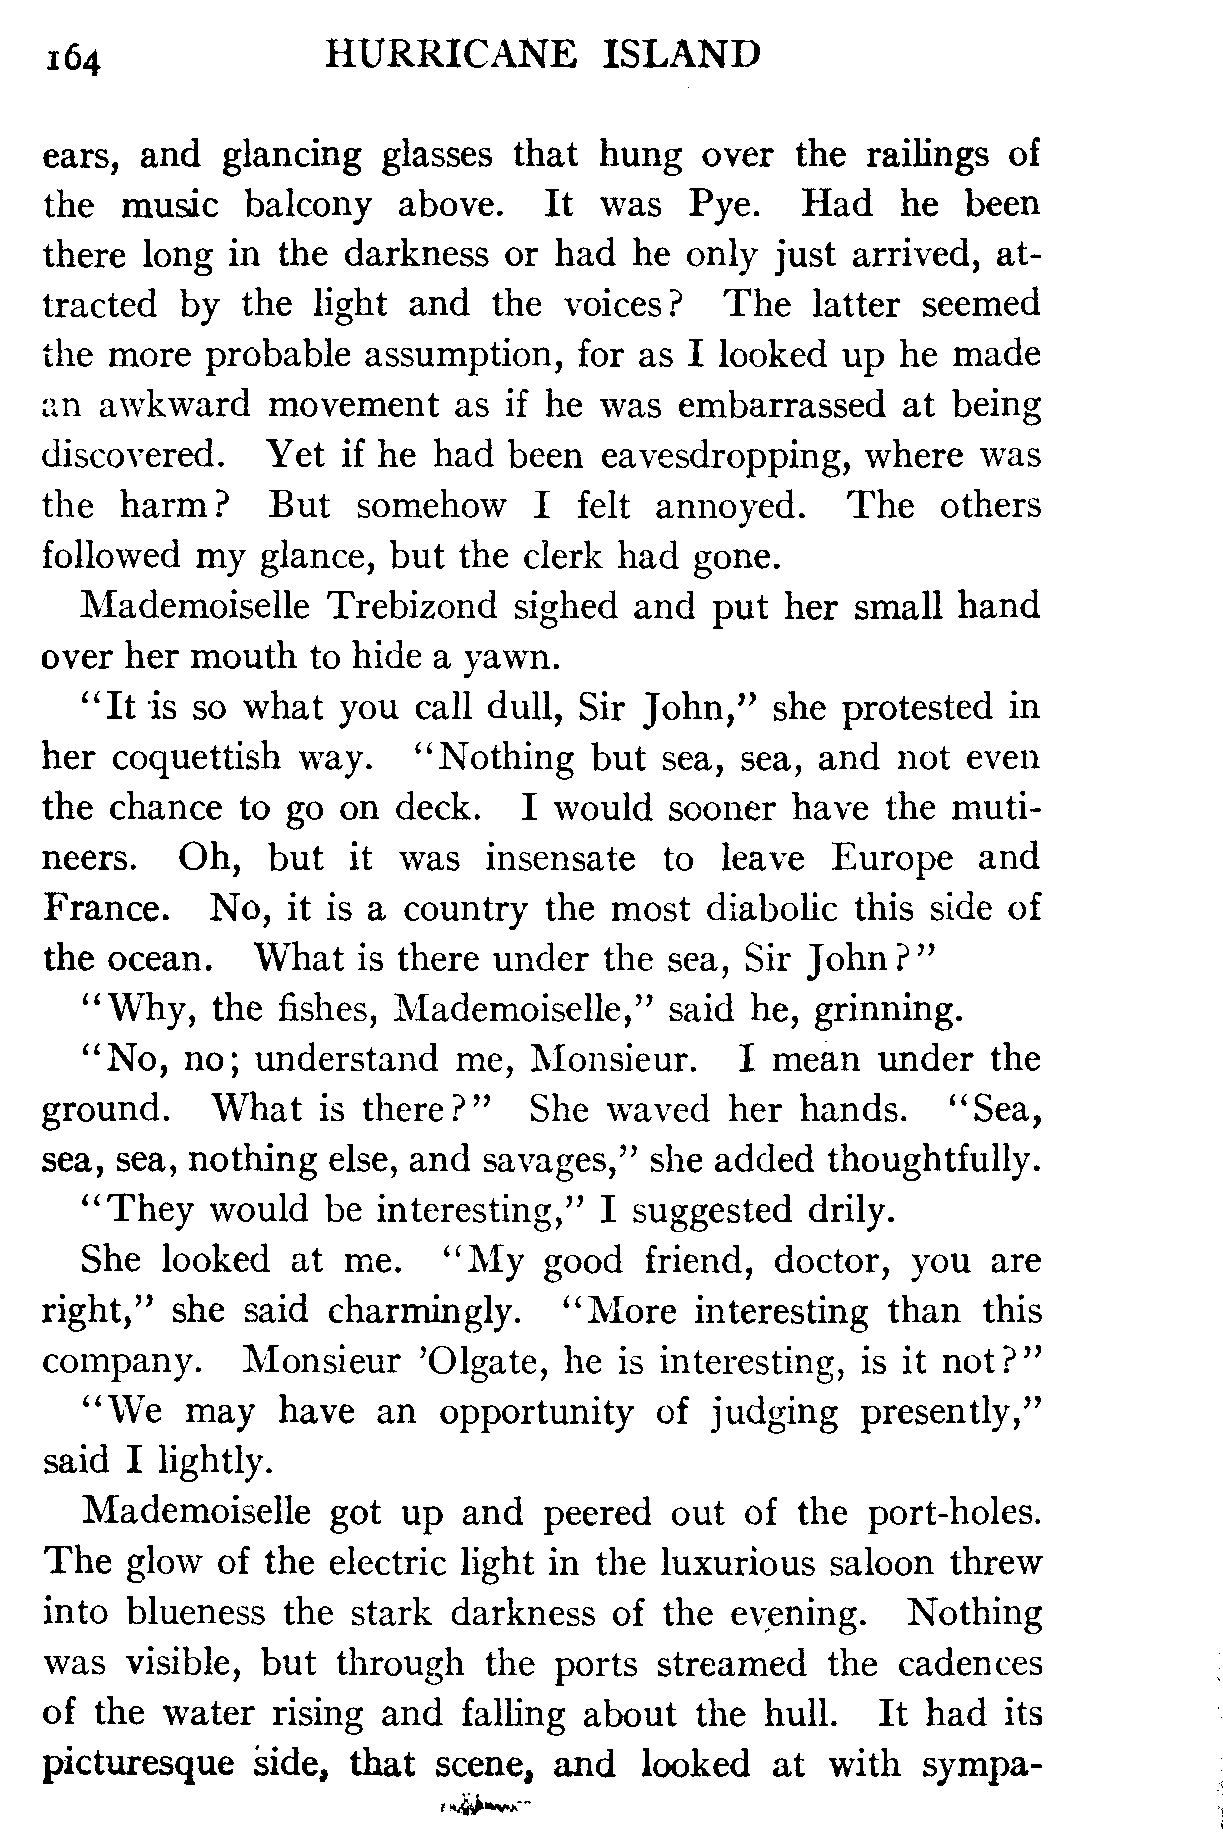 164 HURRICANE ISLAND
ears, and glancing glasses that hung over the railings of
the music balcony above. It was Pye. Had he been
there long in the darkness or had he only just arrived, at-
tracted by the light and the voices? The latter seemed
the more probable assumption, for as I looked up he made
an awkward movement as if he was embarrassed at being
discovered. Yet if he had been eavesdropping, where was
the harm? But somehow I felt annoyed. The others
followed my glance, but the clerk had gone.
Mademoiselle Trebizond sighed and put her small hand
over her mouth to hide a yawn.
"It is so what you call dull, Sir John," she protested in
her coquettish way. "Nothing but sea, sea, and not even
the chance to go on deck. I would sooner have the muti-
neers. Oh, but it was insensate to leave Europe and
France. No, it is a country the most diabolic this side of
the ocean. What is there under the sea, Sir John?"
"Why, the fishes, Mademoiselle," said he, grinning.
"No, no; understand me, Monsieur. I mean under the
ground. What is there?" She waved her hands. "Sea,
sea, sea, nothing else, and savages," she added thoughtfully.
"They would be interesting," I suggested drily.
She looked at me. "My good friend, doctor, you are
right," she said charmingly. "More interesting than this
company. Monsieur 'Olgate, he is interesting, is it not?"
"We may have an opportunity of judging presently,"
said I lightly.
Mademoiselle got up and peered out of the port-holes.
The glow of the electric light in the luxurious saloon threw
into blueness the stark darkness of the evening. Nothing
was visible, but through the ports streamed the cadences
of the water rising and falling about the hull. It had its
picturesque side, that scene, and looked at with sympa-